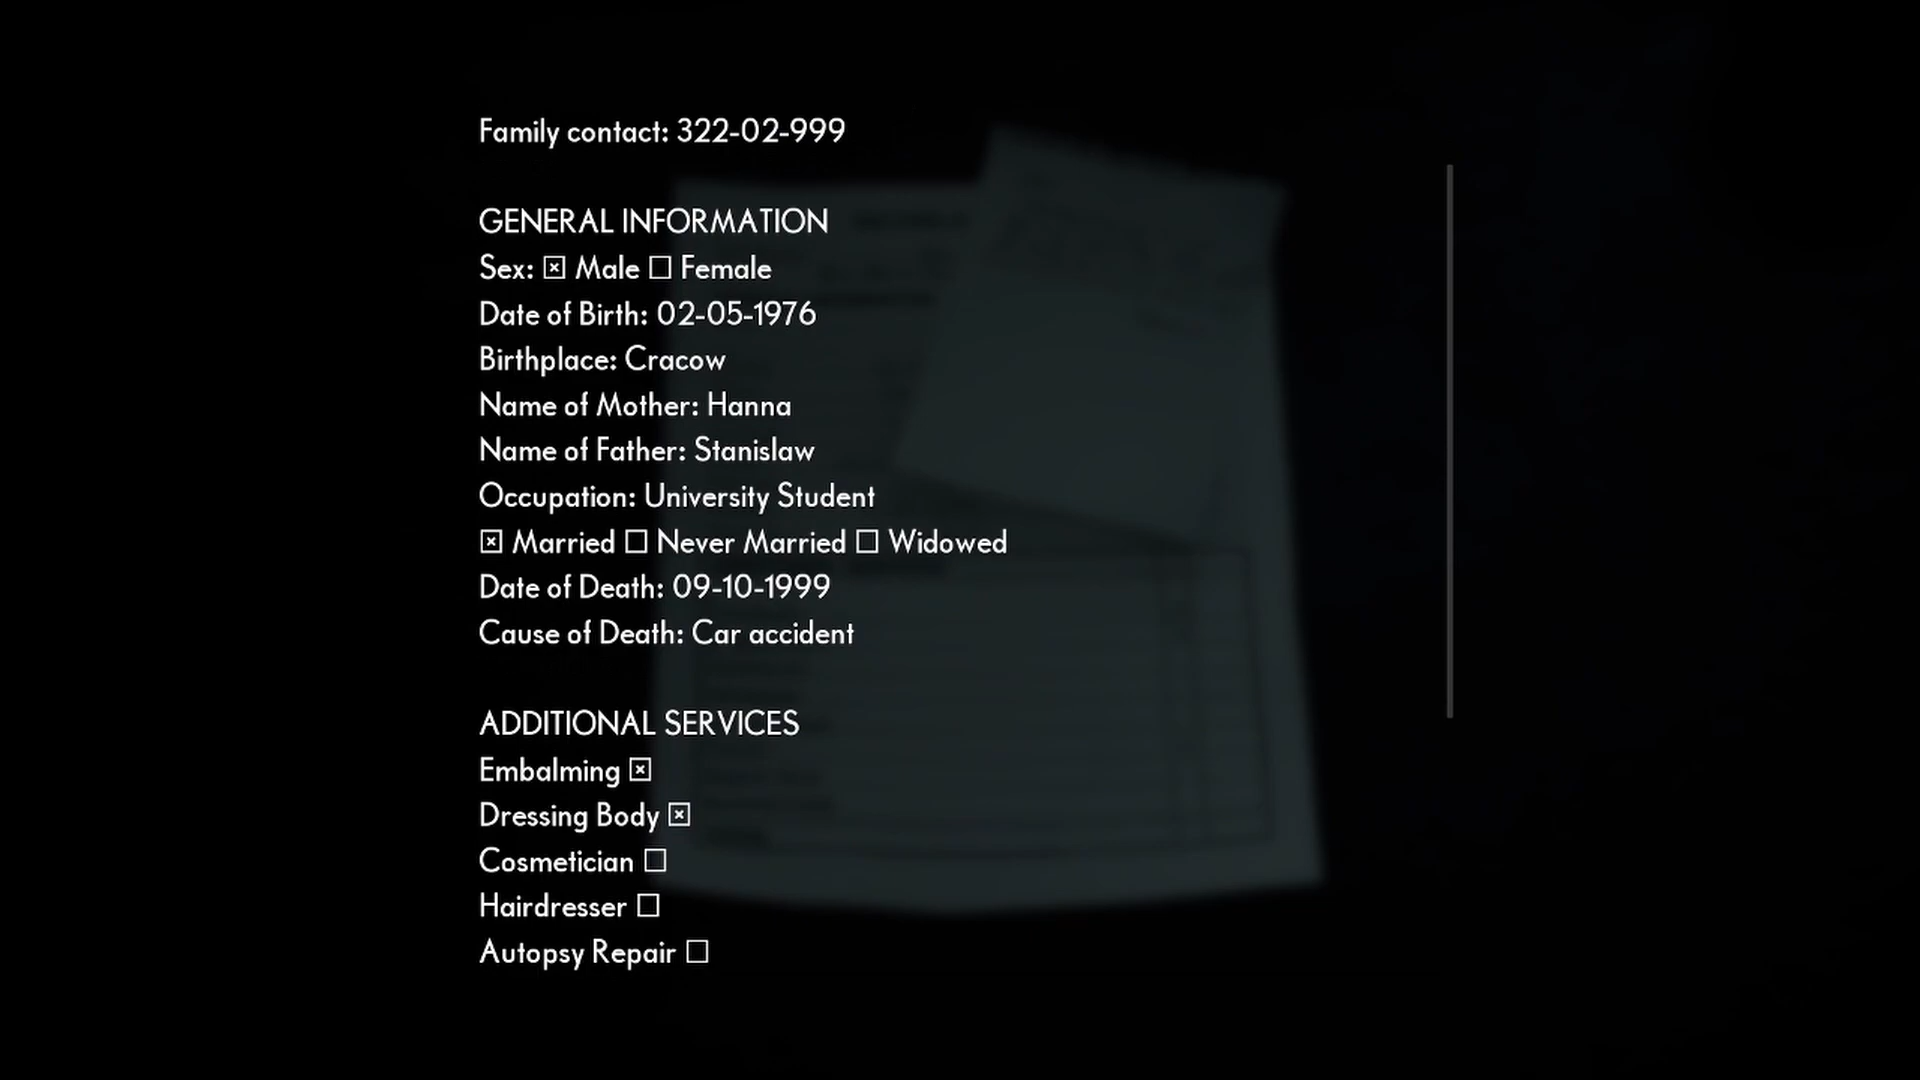 Family contact: 322-02-999
GENERAL INFORMATION
Sex: ☒ Male ☐ Female
Date of Birth: 02-05-1976
Birthplace: Cracow
Name of Mother: Hanna
Name of Father: Stanislaw
Occupation: University Student
☒ Married ☐ Never Married ☐ Widowed
Date of Death: 09-10-1999
Cause of Death: Car accident
ADDITIONAL SERVICES
Embalming ☒
Dressing Body ☒
Cosmetician ☐
Hairdresser ☐
Autopsy Repair ☐